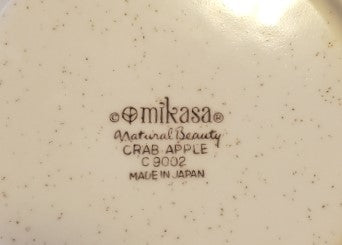 © mikasa®
Natural Beauty
CRAB APPLE
C 9002
MADE IN JAPAN